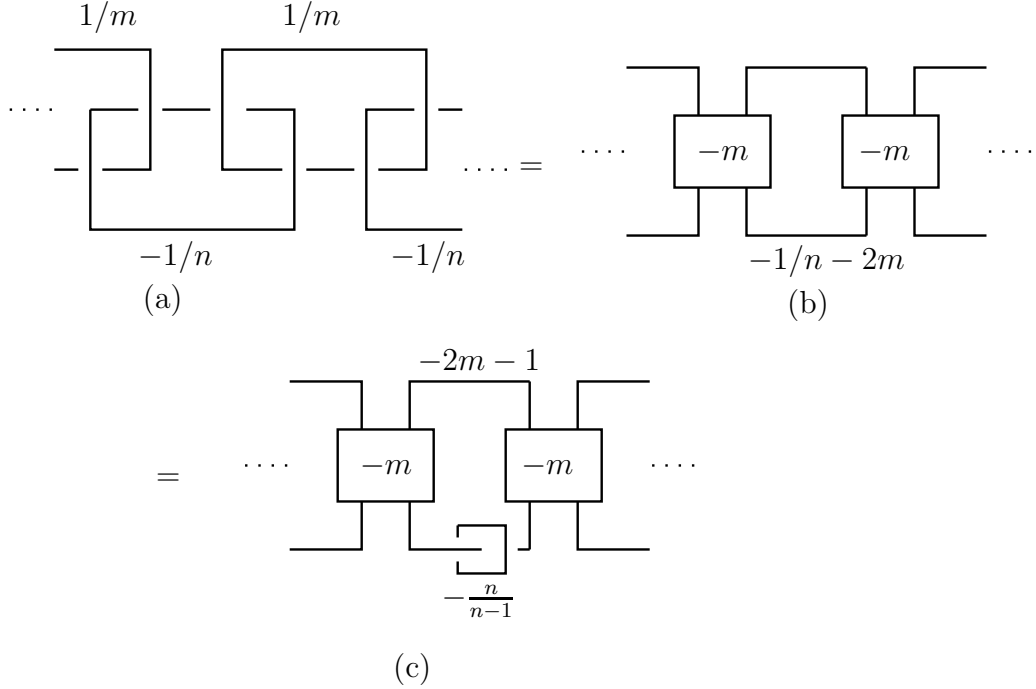 1/m 1/m
−m −m
.... .... = .... ....
−1/n −1/n −1/n − 2m
(a) (b)
−2m − 1
−m −m
= .... ....
−n/(n−1)
(c)